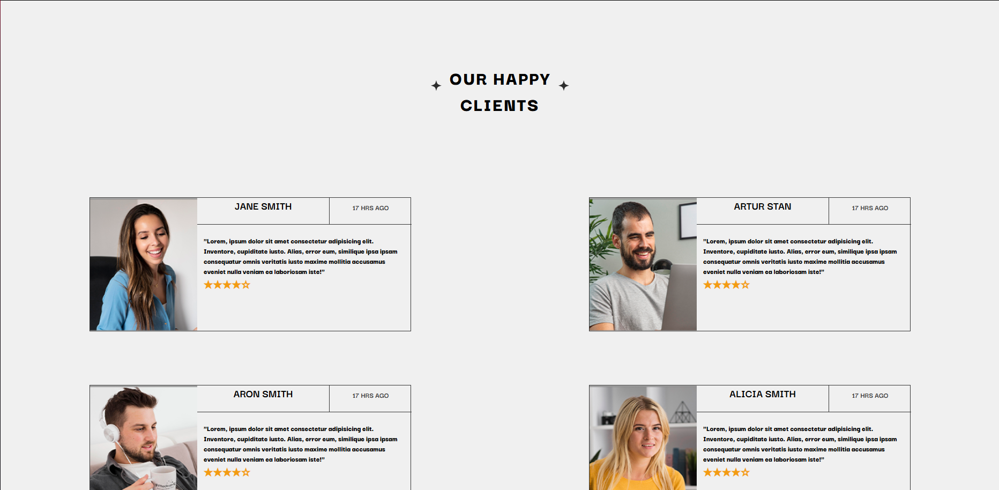 OUR HAPPY
CLIENTS
JANE SMITH
17 HRS AGO
"Lorem, ipsum dolor sit amet consectetur adipisicing elit.
Inventore, cupiditate iusto. Alias, error eum, similique ipsa ipsam
consequatur omnis veritatis iusto maxime mollitia accusamus
eveniet nulla veniam ea laboriosam iste!"
ARTUR STAN
17 HRS AGO
"Lorem, ipsum dolor sit amet consectetur adipisicing elit.
Inventore, cupiditate iusto. Alias, error eum, similique ipsa ipsam
consequatur omnis veritatis iusto maxime mollitia accusamus
eveniet nulla veniam ea laboriosam iste!"
ARON SMITH
17 HRS AGO
"Lorem, ipsum dolor sit amet consectetur adipisicing elit.
Inventore, cupiditate iusto. Alias, error eum, similique ipsa ipsam
consequatur omnis veritatis iusto maxime mollitia accusamus
eveniet nulla veniam ea laboriosam iste!"
mockup
ALICIA SMITH
17 HRS AGO
"Lorem, ipsum dolor sit amet consectetur adipisicing elit.
Inventore, cupiditate iusto. Alias, error eum, similique ipsa ipsam
consequatur omnis veritatis iusto maxime mollitia accusamus
eveniet nulla veniam ea laboriosam iste!"